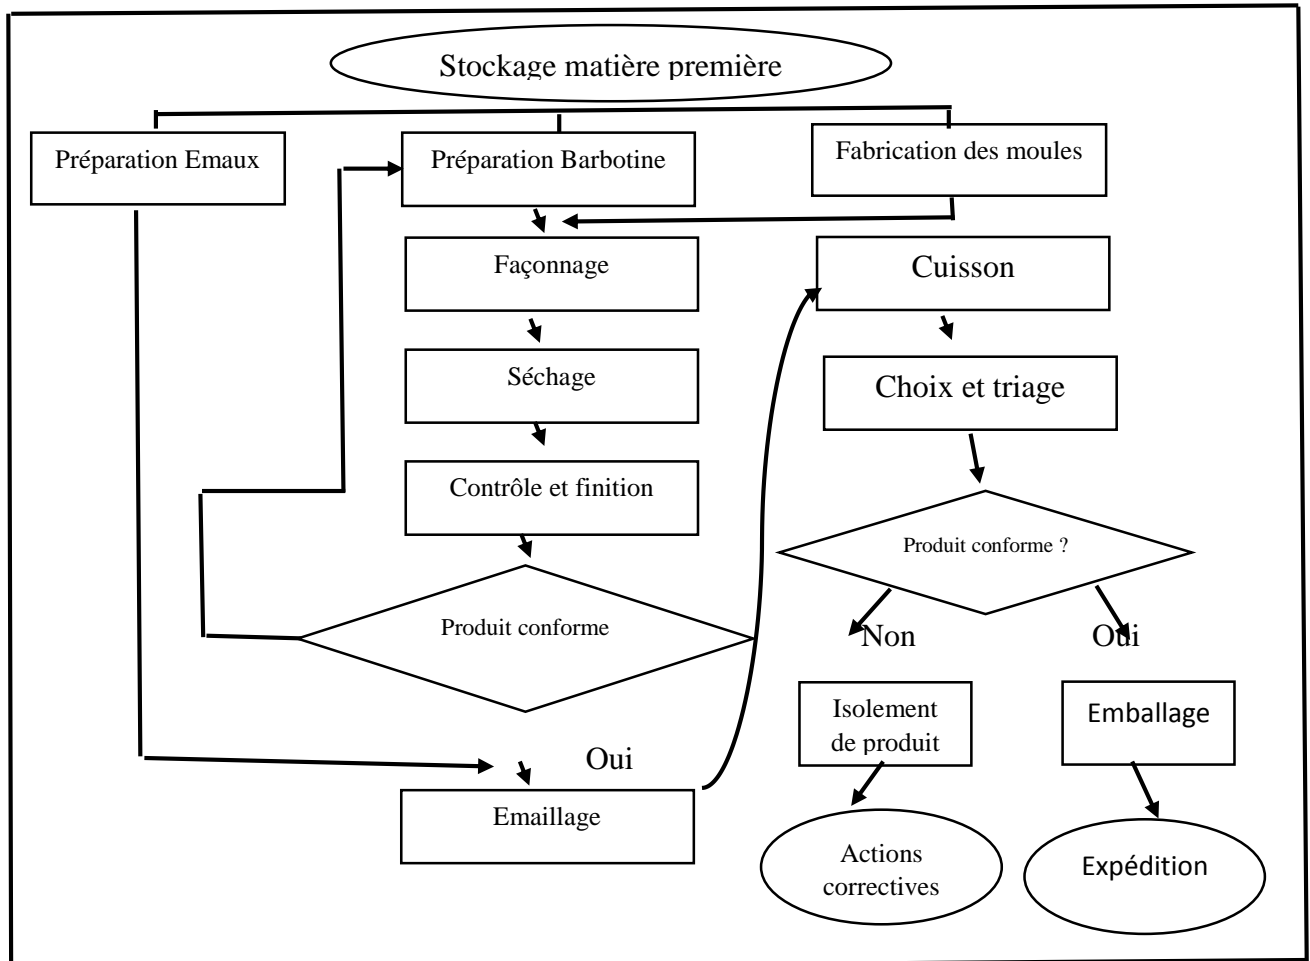 Stockage matière première
Préparation Emaux
Préparation Barbotine
Fabrication des moules
Façonnage
Cuisson
Séchage
Choix et triage
Contrôle et finition
Produit conforme ?
Produit conforme
Non
Oui
Isolement
de produit
Emballage
Oui
Emaillage
Actions
correctives
Expédition